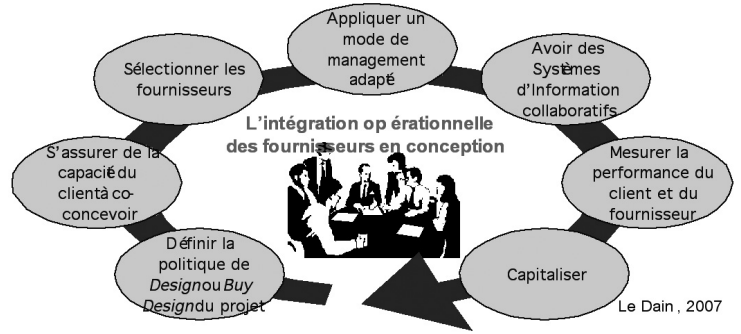 Appliquer un
mode de
management
adapté
Sélectionner les
fournisseurs
Avoir des
Systèmes
d'Information
collaboratifs
L'intégration op érationnelle
des fournisseurs en conception
S'assurer de la
capacité du
client à co-
concevoir
Mesurer la
performance du
client et du
fournisseur
Définir la
politique de
Design ou Buy
Design du projet
Capitaliser
Le Dain , 2007